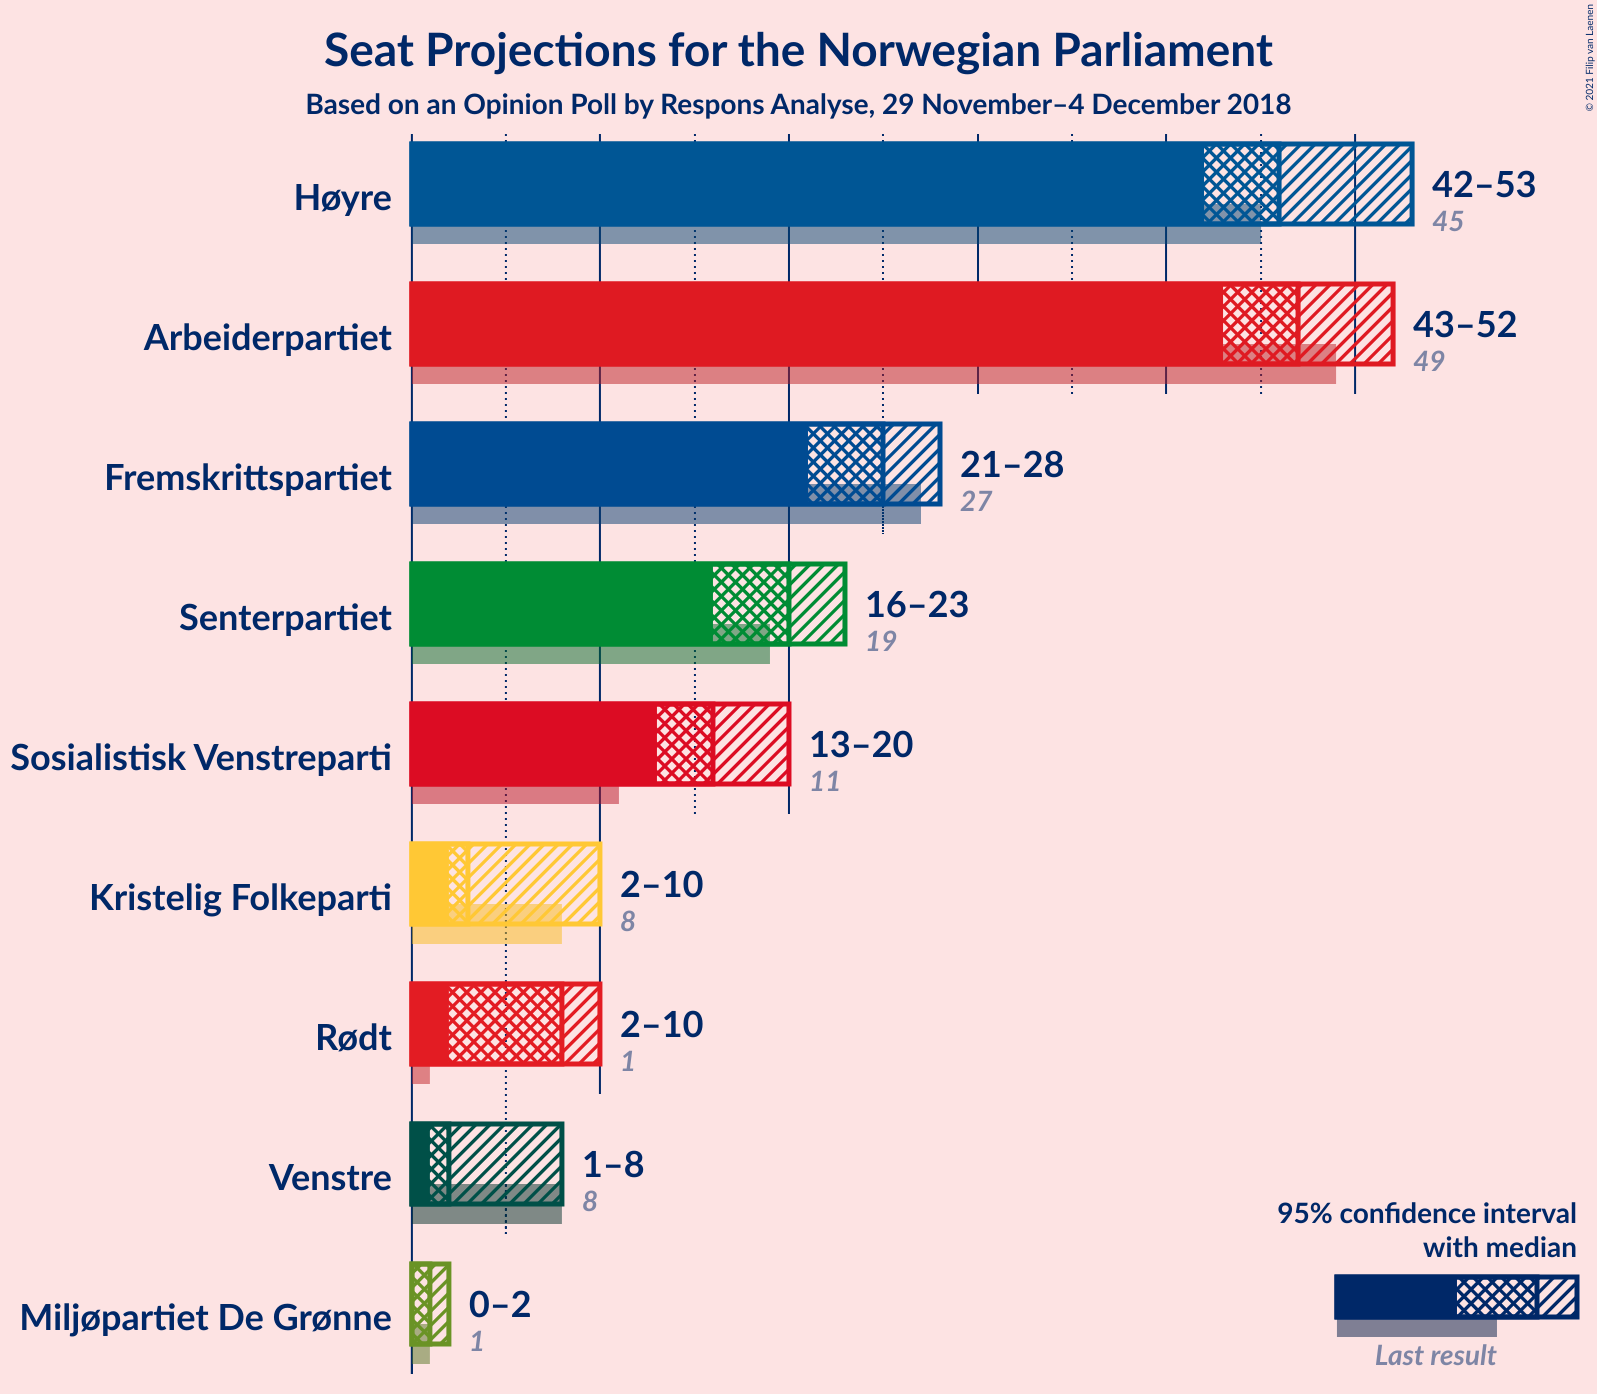 Seat Projections for the Norwegian Parliament
Based on an Opinion Poll by Respons Analyse, 29 November–4 December 2018
© 2021 Filip van Laenen
Høyre
42–53
45
Arbeiderpartiet
43–52
49
Fremskrittspartiet
21–28
27
Senterpartiet
16–23
19
Sosialistisk Venstreparti
13–20
11
Kristelig Folkeparti
2–10
8
Rødt
2–10
1
Venstre
1–8
8
Miljøpartiet De Grønne
0–2
1
95% confidence interval
with median
Last result